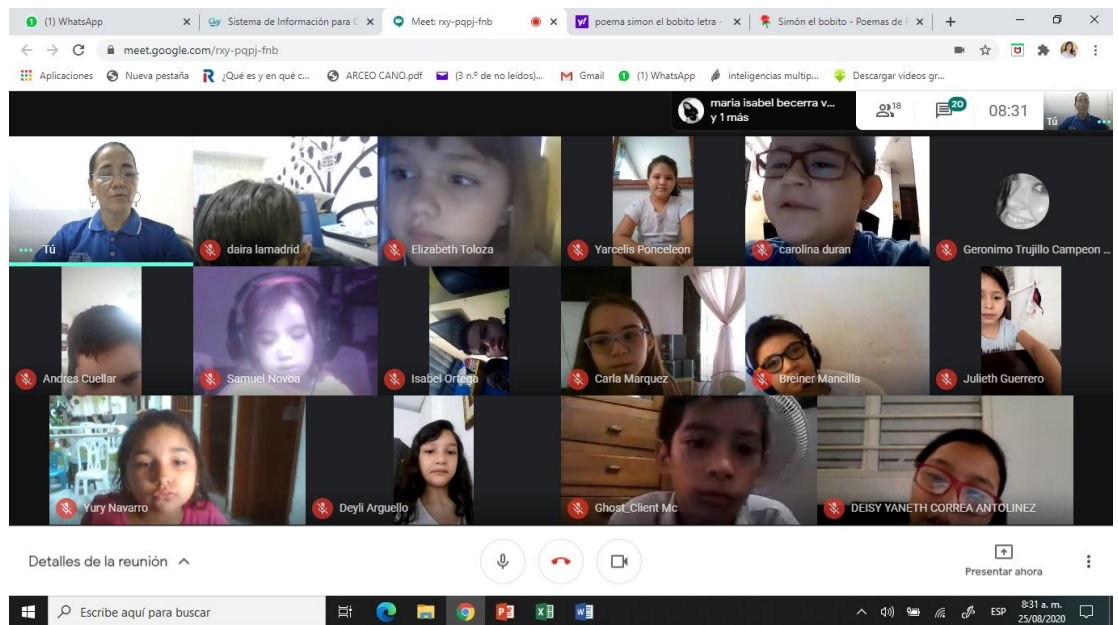 (1) WhatsApp
Sistema de Información para C
Meet: rxy-pqpj-fnb
poema simon el bobito letra -
Simón el bobito - Poemas de
meet.google.com/rxy-pqpj-fnb
Aplicaciones
Nueva pestaña
¿Qué es y en qué c...
ARCEO CANO.pdf
(3 n.º de no leídos)...
Gmail
(1) WhatsApp
inteligencias multip...
Descargar videos gr...
maria isabel becerra v...
y 1 más
18
20
08:31
Tú
Tú
daira lamadrid
Elizabeth Toloza
Yarcelis Ponceleon
carolina duran
Geronimo Trujillo Campeon ...
Andres Cuellar
Samuel Novoa
Isabel Ortega
Carla Marquez
Breiner Mancilla
Julieth Guerrero
Yury Navarro
Deyli Arguello
Ghost_Client Mc
DEISY YANETH CORREA ANTOLINEZ
Detalles de la reunión
Presentar ahora
Escribe aquí para buscar
ESP
8:31 a. m.
25/08/2020